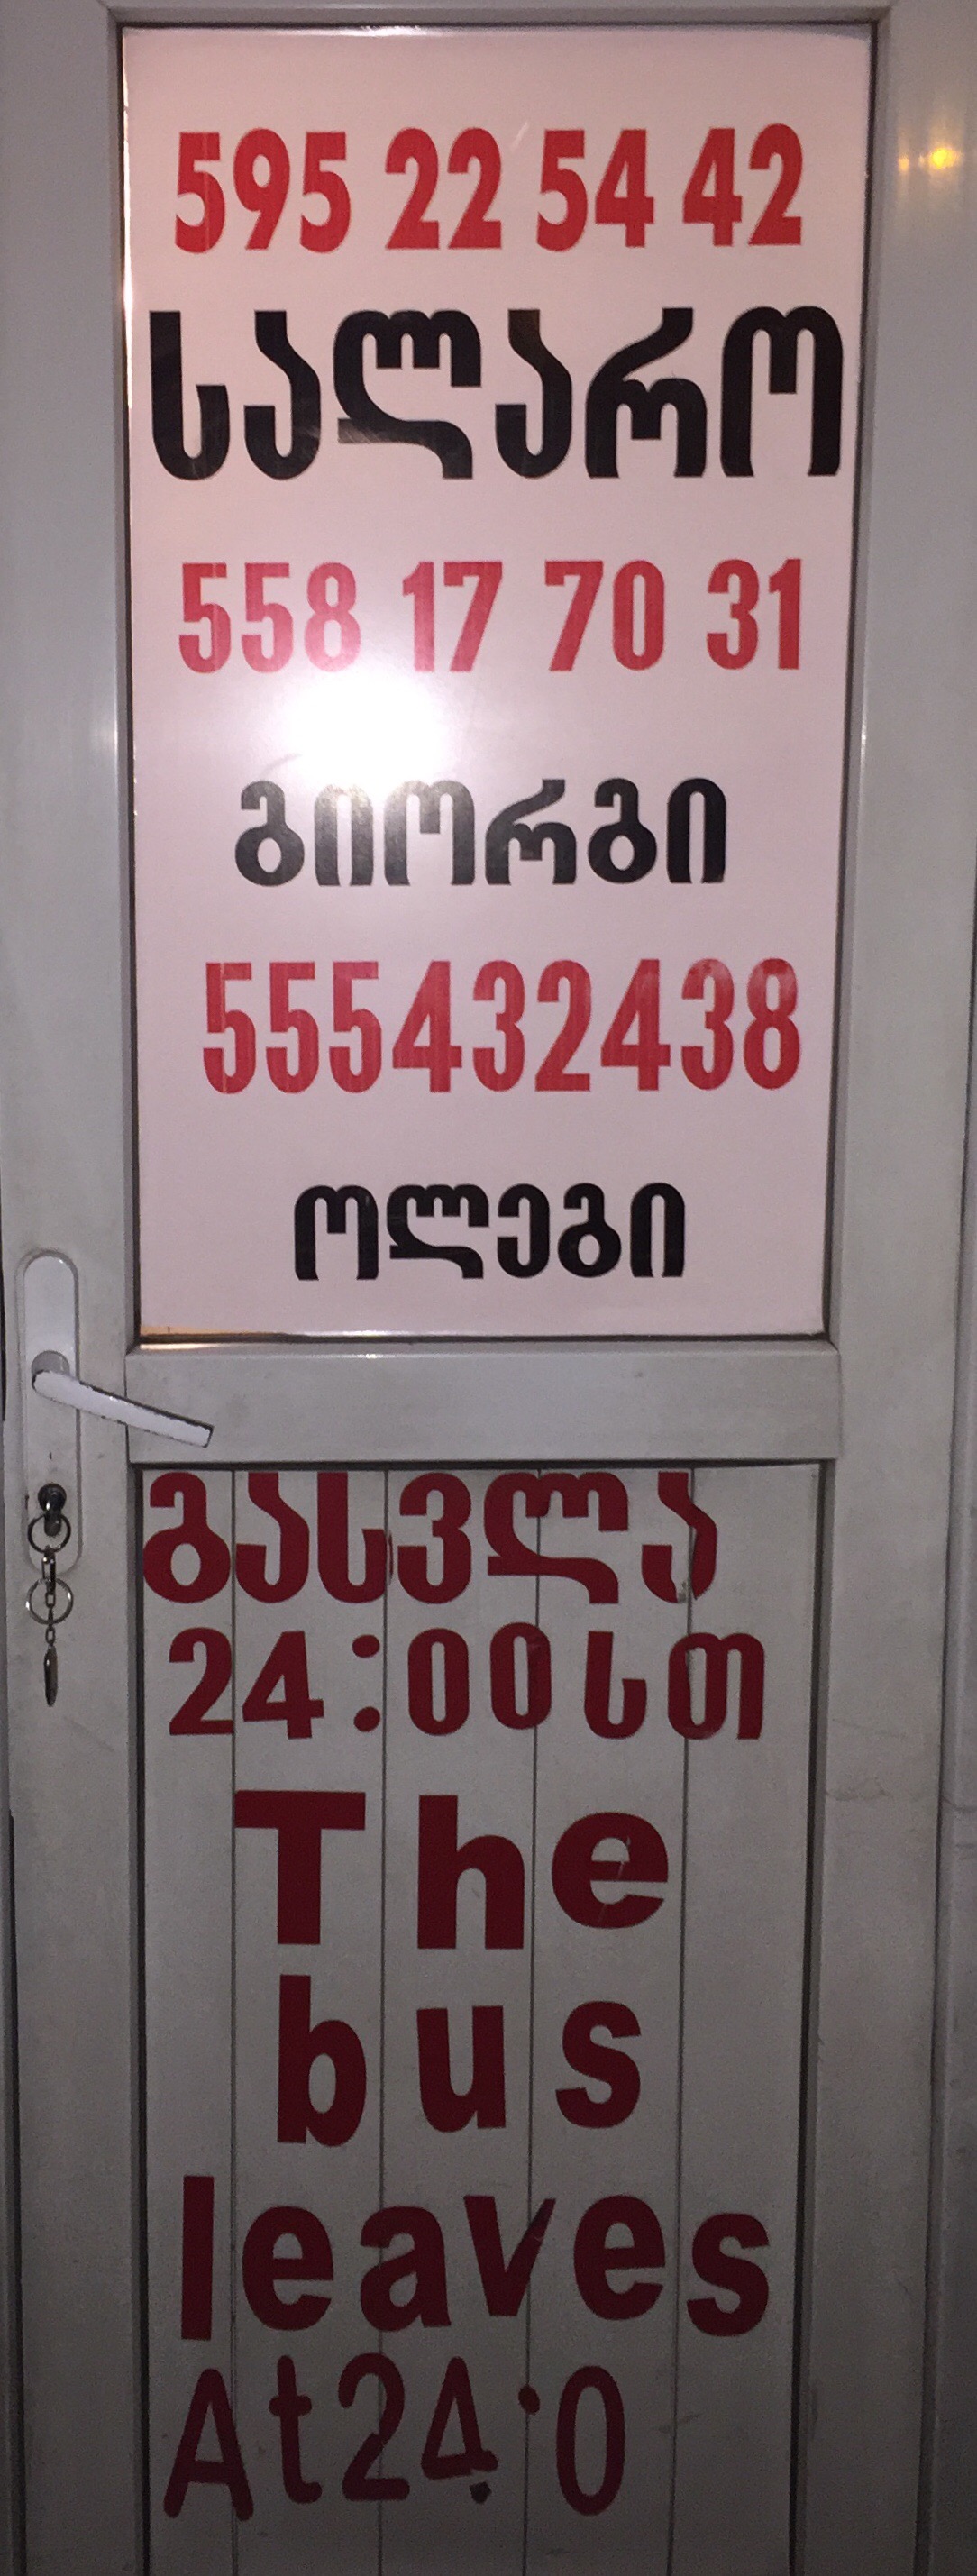 595 22 54 42
სალარო
558 17 70 31
გიორგი
555432438
ოლეგი
გასვლა
24:00სთ
The
bus
leaves
At24:0